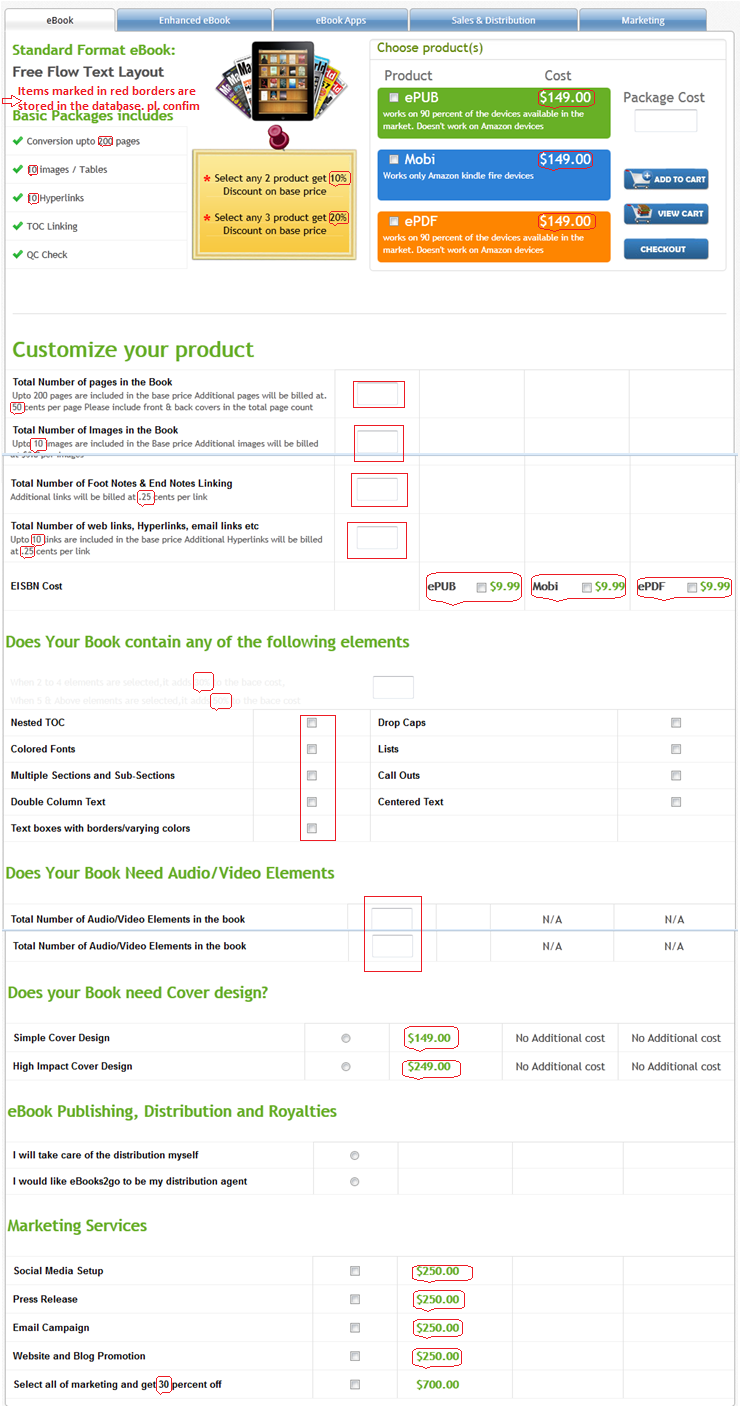 eBook
Enhanced eBook
eBook Apps
Sales & Distribution
Marketing
Standard Format eBook:
Free Flow Text Layout
Items marked in red borders are
stored in the database. pl. confim
Basic Packages includes
Conversion upto 200 pages
10 images / Tables
10 Hyperlinks
TOC Linking
QC Check
* Select any 2 product get 10%
Discount on base price
* Select any 3 product get 20%
Discount on base price
Choose product(s)
Product Cost
ePUB $149.00
works on 90 percent of the devices available in the
market. Doesn't work on Amazon devices
Mobi $149.00
Works only Amazon kindle fire devices
ePDF $149.00
works on 90 percent of the devices available in the
market. Doesn't work on Amazon devices
Package Cost
ADD TO CART
VIEW CART
CHECKOUT
Customize your product
Total Number of pages in the Book
Upto 200 pages are included in the base price Additional pages will be billed at.
50 cents per page Please include front & back covers in the total page count
Total Number of Images in the Book
Upto 10 images are included in the Base price Additional images will be billed
per images
Total Number of Foot Notes & End Notes Linking
Additional links will be billed at .25 cents per link
Total Number of web links, Hyperlinks, email links etc
Upto 10 links are included in the base price Additional Hyperlinks will be billed
at .25 cents per link
EISBN Cost
ePUB $9.99
Mobi $9.99
ePDF $9.99
Does Your Book contain any of the following elements
When 2 to 4 elements are selected,it adds to the bace cost,
When 5 & Above elements are selected,it adds to the bace cost
Nested TOC
Drop Caps
Colored Fonts
Lists
Multiple Sections and Sub-Sections
Call Outs
Double Column Text
Centered Text
Text boxes with borders/varying colors
Does Your Book Need Audio/Video Elements
Total Number of Audio/Video Elements in the book N/A N/A
Total Number of Audio/Video Elements in the book N/A N/A
Does your Book need Cover design?
Simple Cover Design $149.00 No Additional cost No Additional cost
High Impact Cover Design $249.00 No Additional cost No Additional cost
eBook Publishing, Distribution and Royalties
I will take care of the distribution myself
I would like eBooks2go to be my distribution agent
Marketing Services
Social Media Setup $250.00
Press Release $250.00
Email Campaign $250.00
Website and Blog Promotion $250.00
Select all of marketing and get 30 percent off $700.00